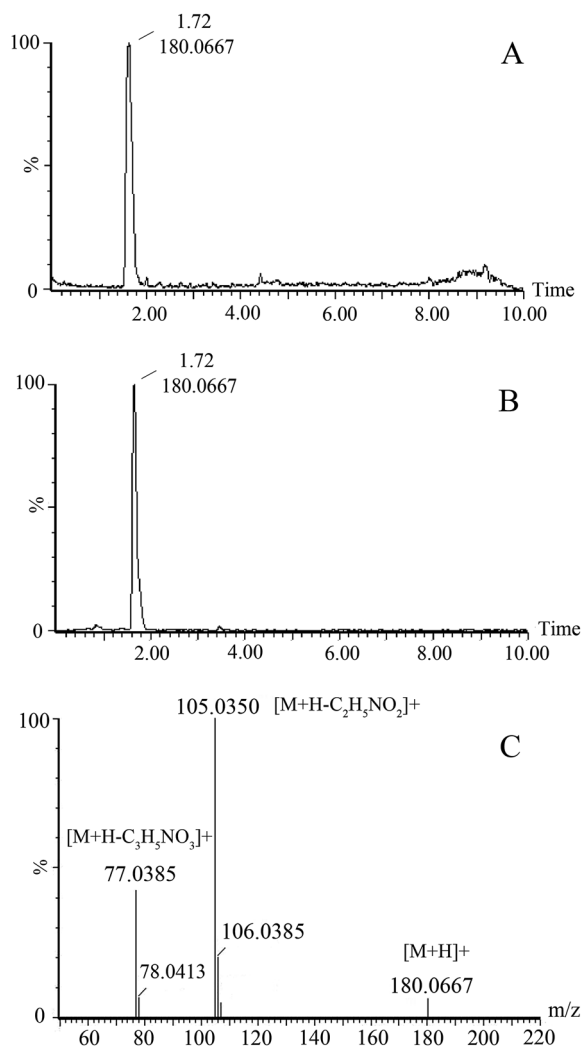 1.72
180.0667
A
100
%
0
Time
2.00 4.00 6.00 8.00 10.00
1.72
180.0667
B
100
%
0
Time
2.00 4.00 6.00 8.00 10.00
105.0350 [M+H-C₂H₅NO₂]+
100
C
[M+H-C₃H₅NO₃]+
77.0385
%
106.0385
[M+H]+
78.0413
180.0667
0
m/z
60 80 100 120 140 160 180 200 220